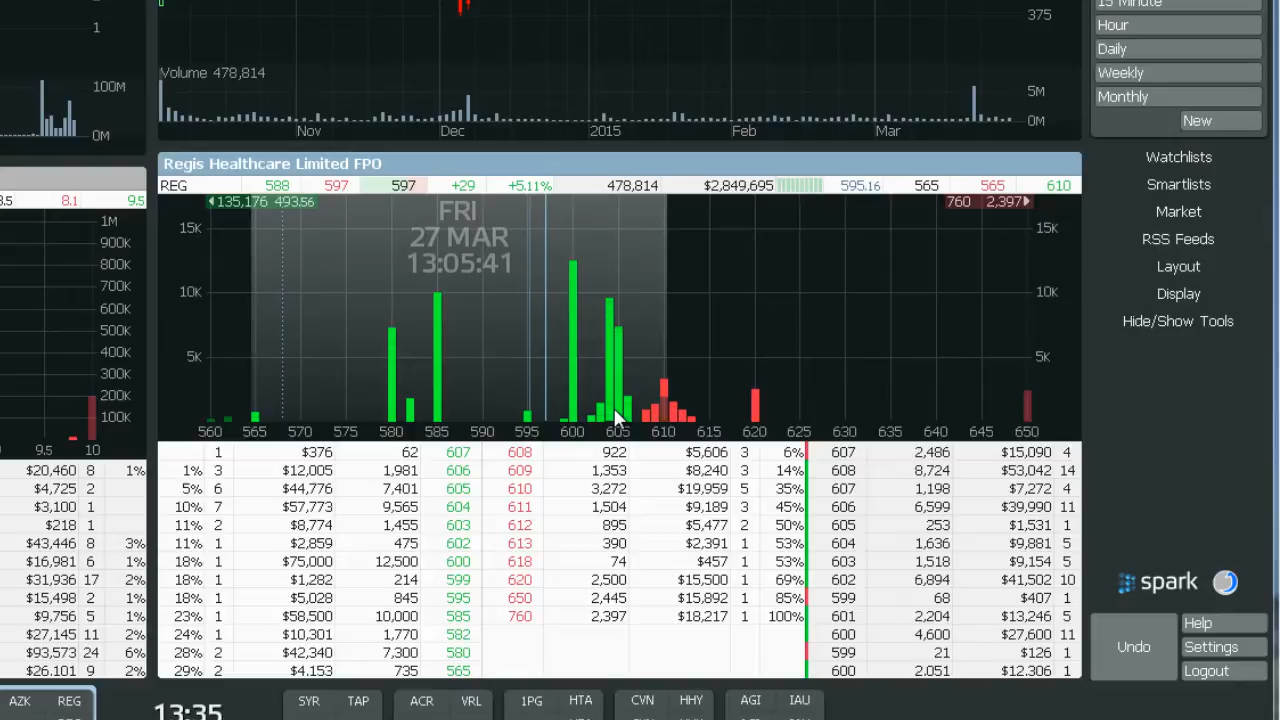 1
100M
0M
375
Volume 478,814
5M
0M
Nov Dec 2015 Feb Mar
15 Minute
Hour
Daily
Weekly
Monthly
New
Watchlists
Smartlists
Market
RSS Feeds
Layout
Display
Hide/Show Tools
Regis Healthcare Limited FPO
REG 588 597 597 +29 +5.11% 478,814 $2,849,695 595.16 565 565 610
135,176 493.56
760 2,397
FRI
27 MAR
13:05:41
15K 15K
10K 10K
5K 5K
560 565 570 575 580 585 590 595 600 605 610 615 620 625 630 635 640 645 650
8.5 8.1 9.5
1M
900K
800K
700K
600K
500K
400K
300K
200K
100K
9.5 10
$20,460 8 1%
$4,725 2
$3,100 1
$218 1
$43,446 8 3%
$16,981 6 1%
$31,936 17 2%
$15,498 2 1%
$9,756 5 1%
$27,145 11 2%
$93,573 24 6%
$26,101 9 2%
1 $376 62 607 608 922 $5,606 3 6% 607 2,486 $15,090 4
1% 3 $12,005 1,981 606 609 1,353 $8,240 3 14% 608 8,724 $53,042 14
5% 6 $44,776 7,401 605 610 3,272 $19,959 5 35% 607 1,198 $7,272 4
10% 7 $57,773 9,565 604 611 1,504 $9,189 3 45% 606 6,599 $39,990 11
11% 2 $8,774 1,455 603 612 895 $5,477 2 50% 605 253 $1,531 1
11% 1 $2,859 475 602 613 390 $2,391 1 53% 604 1,636 $9,881 5
18% 1 $75,000 12,500 600 618 74 $457 1 53% 603 1,518 $9,154 5
18% 1 $1,282 214 599 620 2,500 $15,500 1 69% 602 6,894 $41,502 10
18% 1 $5,028 845 595 650 2,445 $15,892 1 85% 599 68 $407 1
23% 1 $58,500 10,000 585 760 2,397 $18,217 1 100% 601 2,204 $13,246 5
24% 1 $10,301 1,770 582 600 4,600 $27,600 11
28% 2 $42,340 7,300 580 599 21 $126 1
29% 2 $4,153 735 565 600 2,051 $12,306 1
spark
Undo
Help
Settings
Logout
AZK REG
13:35
SYR TAP ACR VRL 1PG HTA CVN HHY AGI IAU